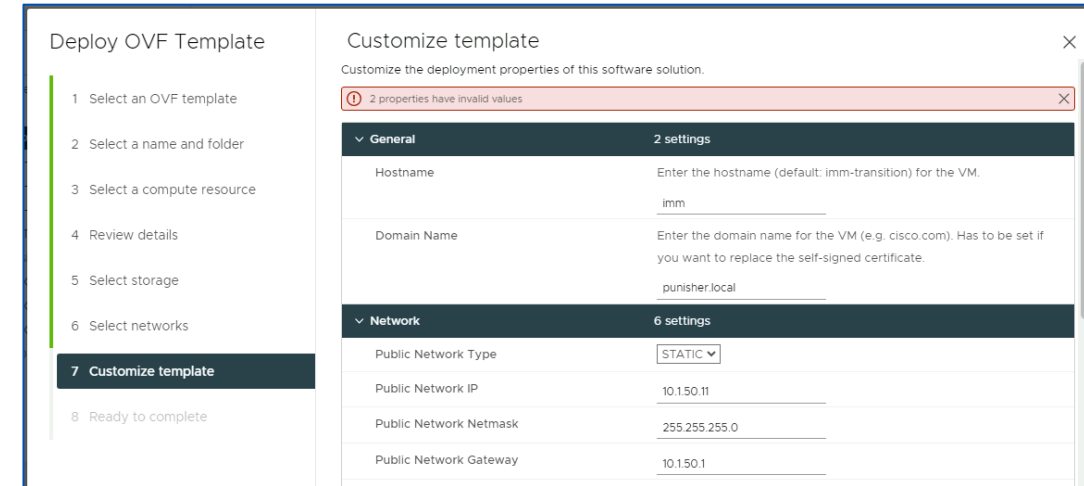 Deploy OVF Template
1 Select an OVF template
2 Select a name and folder
3 Select a compute resource
4 Review details
5 Select storage
6 Select networks
7 Customize template
8 Ready to complete
Customize template
Customize the deployment properties of this software solution.
2 properties have invalid values
General 2 settings
Hostname Enter the hostname (default: imm-transition) for the VM.
imm
Domain Name Enter the domain name for the VM (e.g. cisco.com). Has to be set if
you want to replace the self-signed certificate.
punisher.local
Network 6 settings
Public Network Type STATIC
Public Network IP 10.1.50.11
Public Network Netmask 255.255.255.0
Public Network Gateway 10.1.50.1